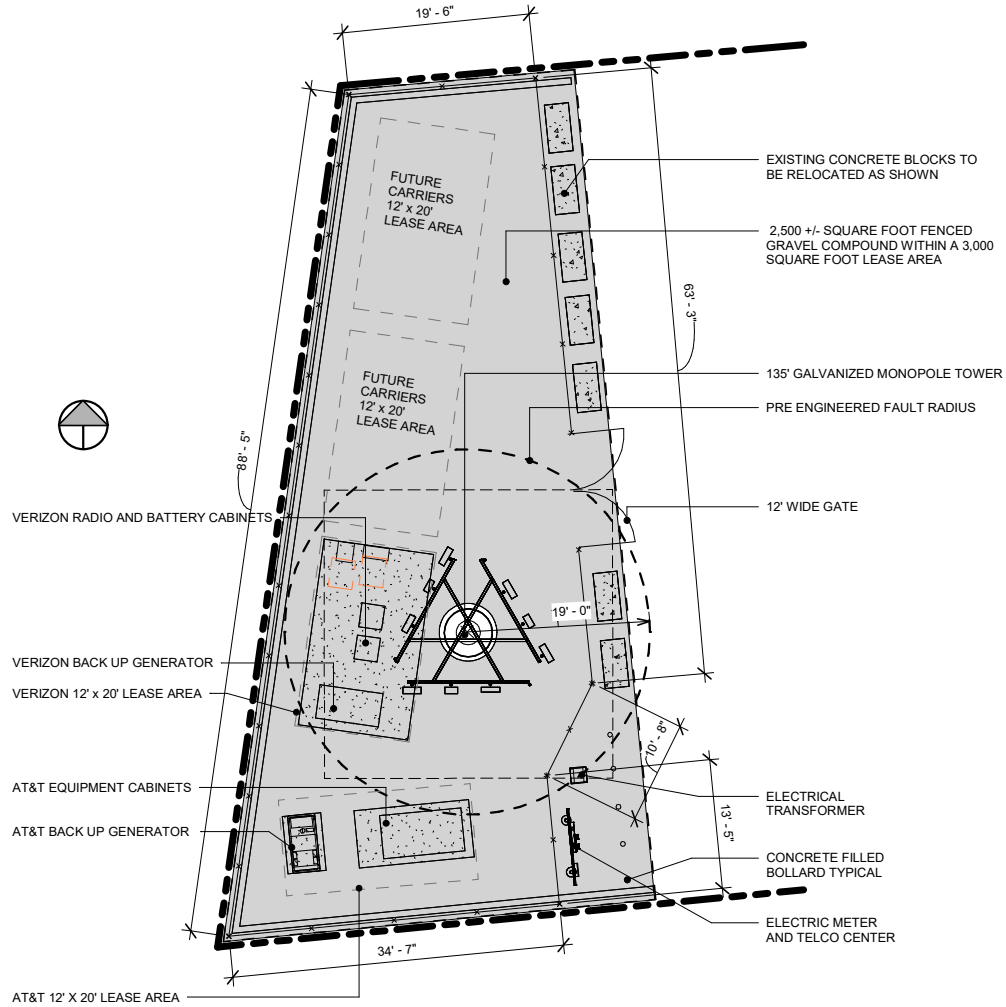 19' - 6"
EXISTING CONCRETE BLOCKS TO
BE RELOCATED AS SHOWN
FUTURE
CARRIERS
12' x 20'
LEASE AREA
2,500 +/- SQUARE FOOT FENCED
GRAVEL COMPOUND WITHIN A 3,000
SQUARE FOOT LEASE AREA
63' - 3"
135' GALVANIZED MONOPOLE TOWER
FUTURE
CARRIERS
12' x 20'
LEASE AREA
PRE ENGINEERED FAULT RADIUS
88' - 5"
12' WIDE GATE
VERIZON RADIO AND BATTERY CABINETS
19' - 0"
VERIZON BACK UP GENERATOR
VERIZON 12' x 20' LEASE AREA
10' - 8"
AT&T EQUIPMENT CABINETS
ELECTRICAL
TRANSFORMER
13' - 5"
AT&T BACK UP GENERATOR
CONCRETE FILLED
BOLLARD TYPICAL
ELECTRIC METER
AND TELCO CENTER
34' - 7"
AT&T 12' X 20' LEASE AREA